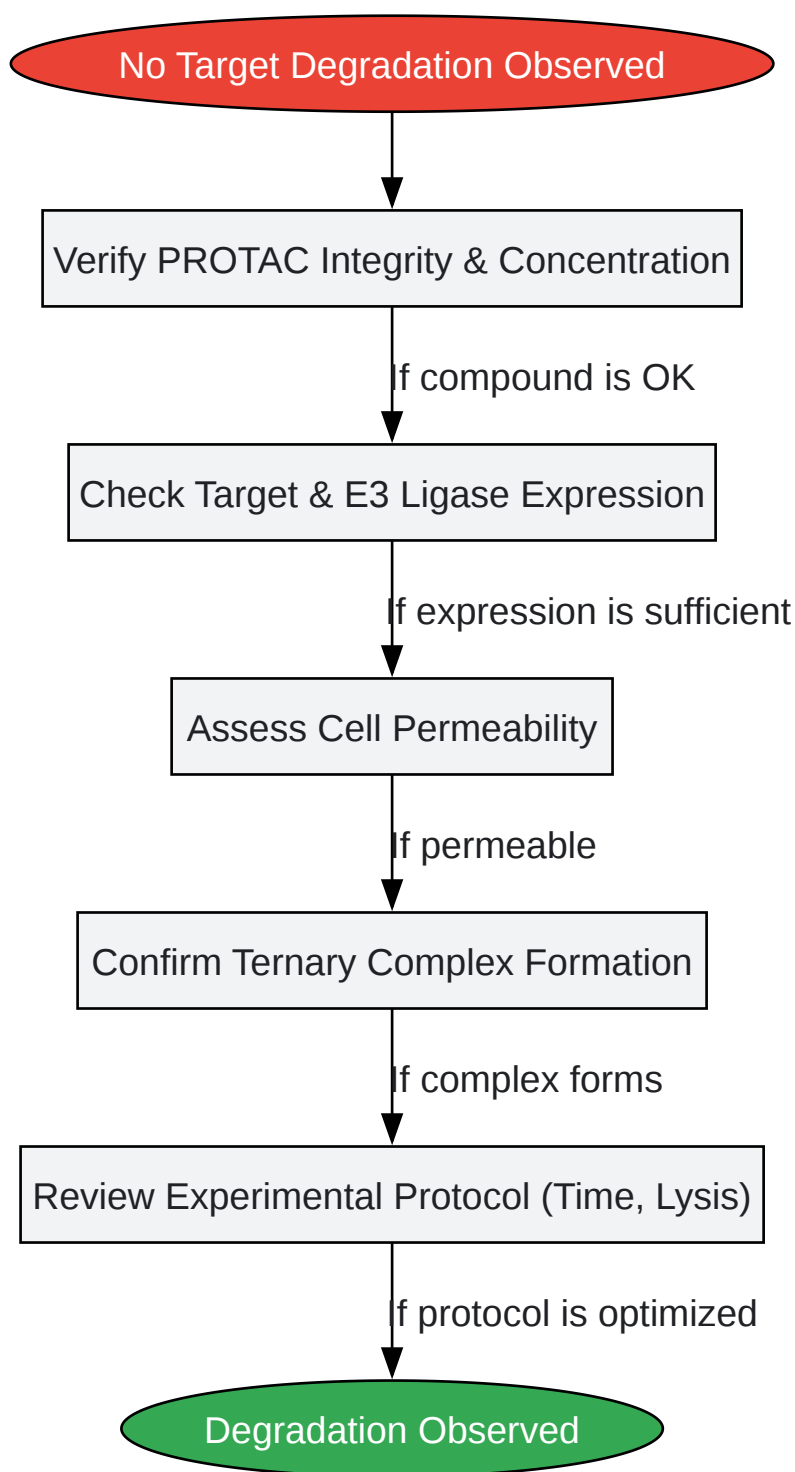 No Target Degradation Observed
Verify PROTAC Integrity & Concentration
If compound is OK
Check Target & E3 Ligase Expression
If expression is sufficient
Assess Cell Permeability
If permeable
Confirm Ternary Complex Formation
If complex forms
Review Experimental Protocol (Time, Lysis)
If protocol is optimized
Degradation Observed